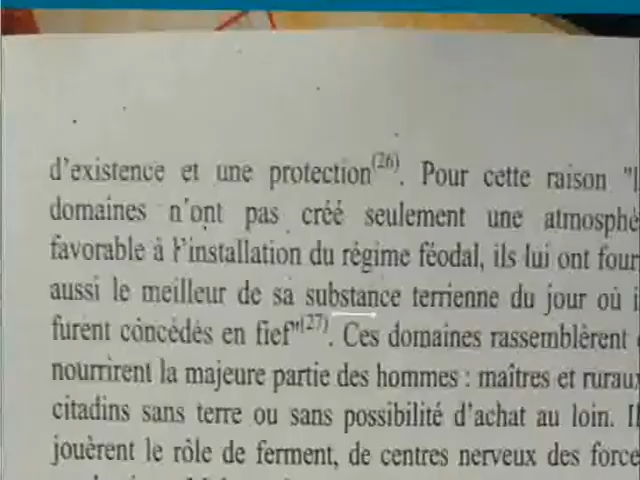 d'existence et une protection(26). Pour cette raison "l
domaines n'ont pas créé seulement une atmosphè
favorable à l'installation du régime féodal, ils lui ont four
aussi le meilleur de sa substance terrienne du jour où i
furent concédés en fief"(27). Ces domaines rassemblèrent
nourrirent la majeure partie des hommes : maîtres et rurau
citadins sans terre ou sans possibilité d'achat au loin. Il
jouèrent le rôle de ferment, de centres nerveux des force